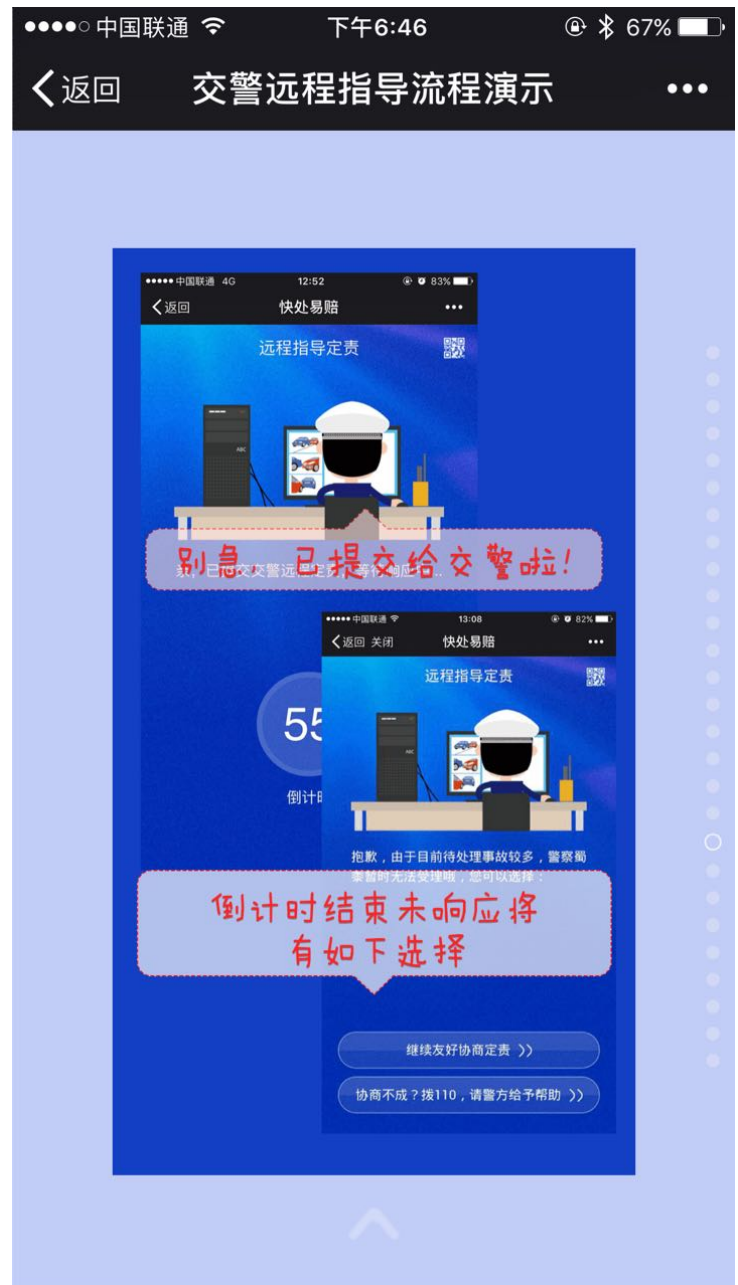 中国联通 下午6:46 67%
返回 交警远程指导流程演示
中国联通 4G 12:52 83%
返回 快处易赔
远程指导定责
ABC
别急，已提交给交警啦!
中国联通 13:08 82%
返回 关闭 快处易赔
远程指导定责
ABC
55
倒计时
抱歉，由于目前待处理事故较多，警察蜀
黍暂时无法受理哦，您可以选择：
倒计时结束未响应将
有如下选择
继续友好协商定责 》
协商不成？拨110，请警方给予帮助 》